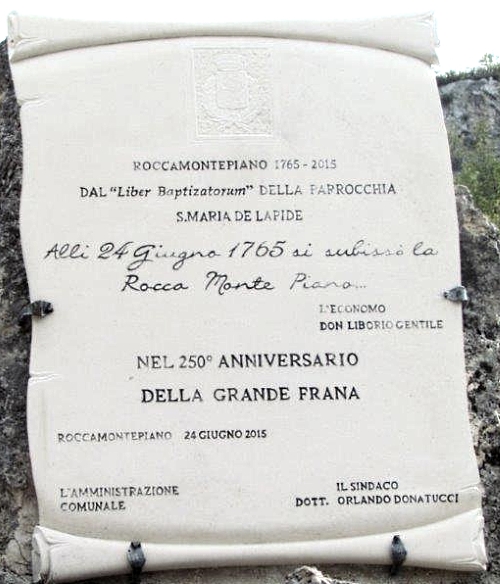 ROCCAMONTEPIANO 1765 - 2015
DAL "Liber Baptizatorum" DELLA PARROCCHIA
S.MARIA DE LAPIDE
Alli 24 Giugno 1765 si subissò la
Rocca Monte Piano...
L'ECONOMO
DON LIBORIO GENTILE
NEL 250° ANNIVERSARIO
DELLA GRANDE FRANA
ROCCAMONTEPIANO 24 GIUGNO 2015
L'AMMINISTRAZIONE
COMUNALE
IL SINDACO
DOTT. ORLANDO DONATUCCI